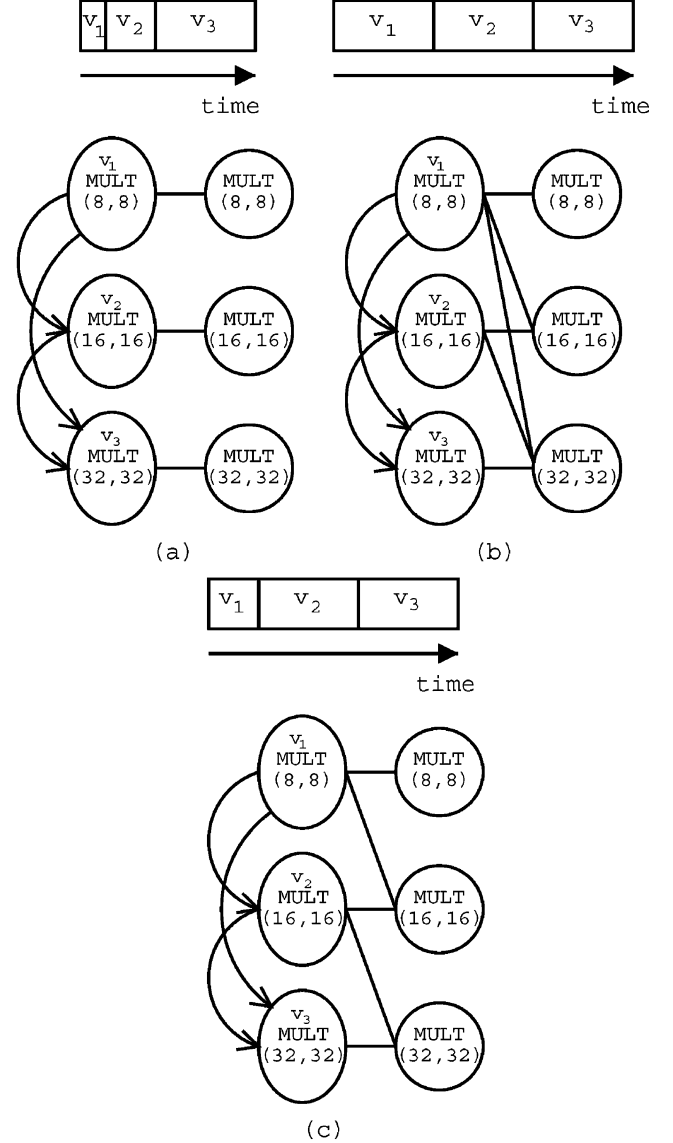 v1 v2 v3
time
v1
MULT
(8,8)
MULT
(8,8)
v2
MULT
(16,16)
MULT
(16,16)
v3
MULT
(32,32)
MULT
(32,32)
(a)
v1 v2 v3
time
v1
MULT
(8,8)
MULT
(8,8)
v2
MULT
(16,16)
MULT
(16,16)
v3
MULT
(32,32)
MULT
(32,32)
(b)
v1 v2 v3
time
v1
MULT
(8,8)
MULT
(8,8)
v2
MULT
(16,16)
MULT
(16,16)
v3
MULT
(32,32)
MULT
(32,32)
(c)